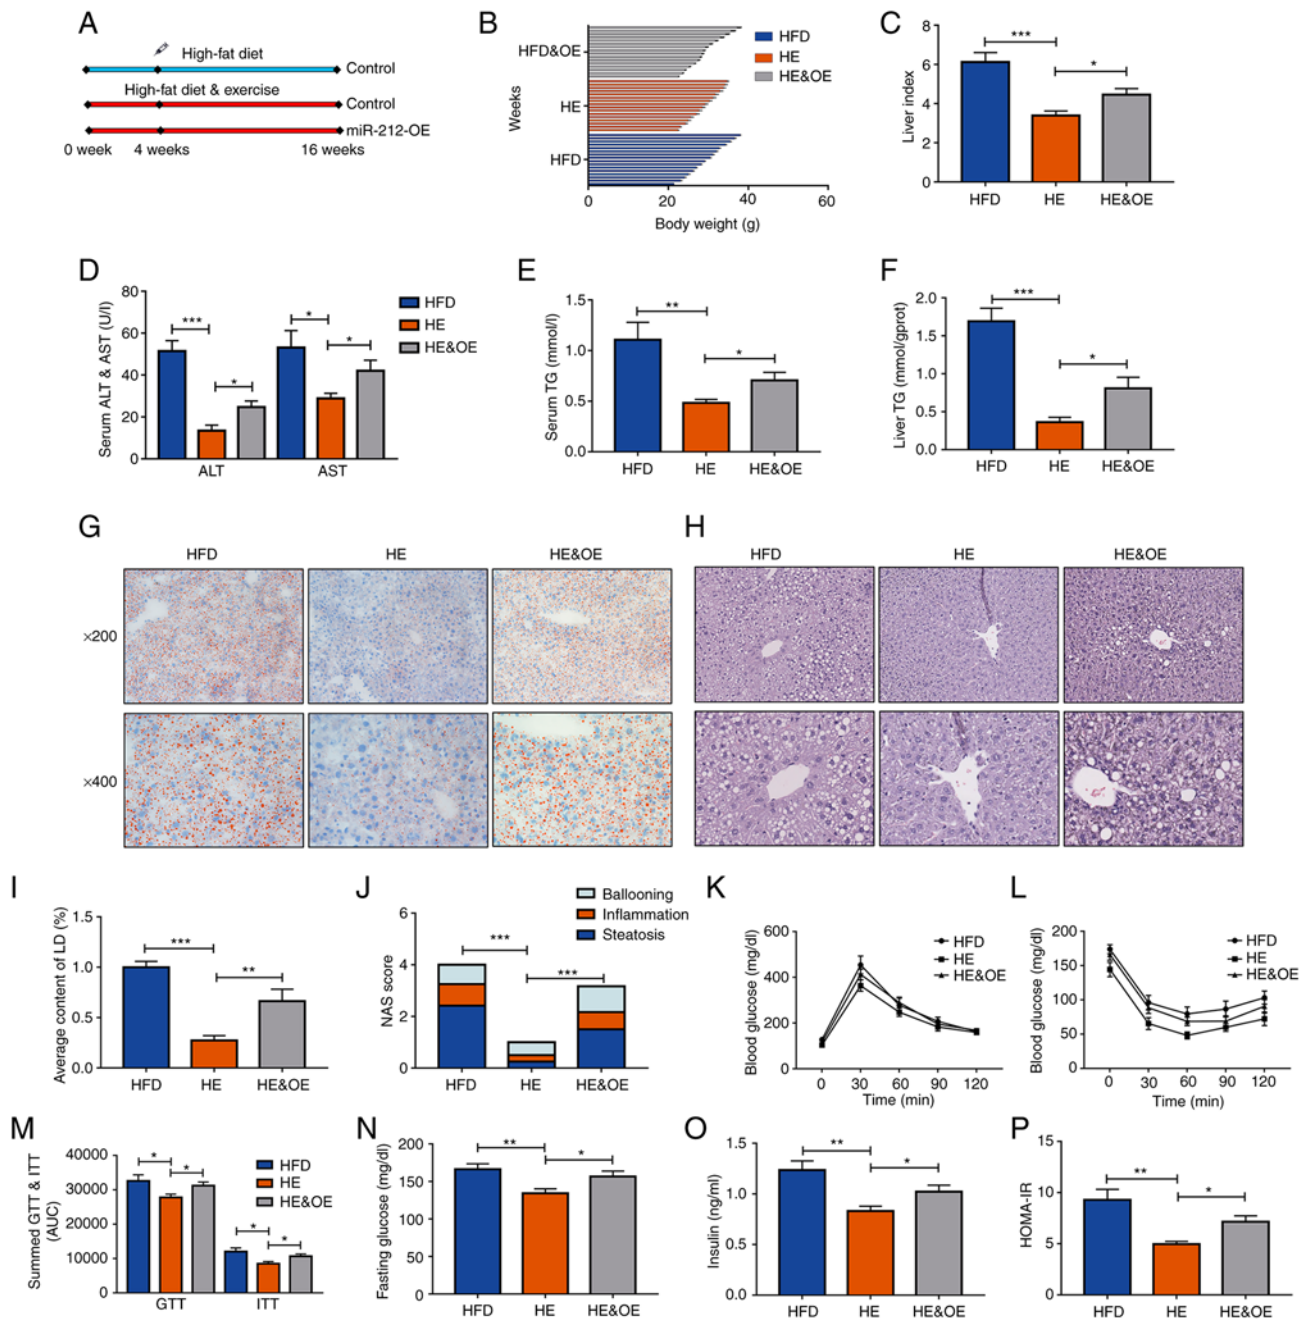 A
High-fat diet
Control
High-fat diet & exercise
Control
miR-212-OE
0 week 4 weeks 16 weeks
B
Weeks
HFD&OE
HE
HFD
0 20 40 60
Body weight (g)
HFD
HE
HE&OE
C
Liver index
8
6
4
2
0
*** *
HFD HE HE&OE
D
Serum ALT & AST (U/l)
80
60
40
20
0
*** * * *
ALT AST
HFD
HE
HE&OE
E
Serum TG (mmol/l)
1.5
1.0
0.5
0.0
** *
HFD HE HE&OE
F
Liver TG (mmol/gprot)
2.0
1.5
1.0
0.5
0.0
*** *
HFD HE HE&OE
G
HFD HE HE&OE
×200
×400
H
HFD HE HE&OE
I
Average content of LD (%)
1.5
1.0
0.5
0.0
*** **
HFD HE HE&OE
J
NAS score
6
4
2
0
*** ***
Ballooning
Inflammation
Steatosis
HFD HE HE&OE
K
Blood glucose (mg/dl)
600
400
200
0
HFD
HE
HE&OE
0 30 60 90 120
Time (min)
L
Blood glucose (mg/dl)
200
150
100
50
0
HFD
HE
HE&OE
0 30 60 90 120
Time (min)
M
Summed GTT & ITT
(AUC)
40000
30000
20000
10000
0
* * * *
HFD
HE
HE&OE
GTT ITT
N
Fasting glucose (mg/dl)
200
150
100
50
0
** *
HFD HE HE&OE
O
Insulin (ng/ml)
1.5
1.0
0.5
0.0
** *
HFD HE HE&OE
P
HOMA-IR
15
10
5
0
** *
HFD HE HE&OE